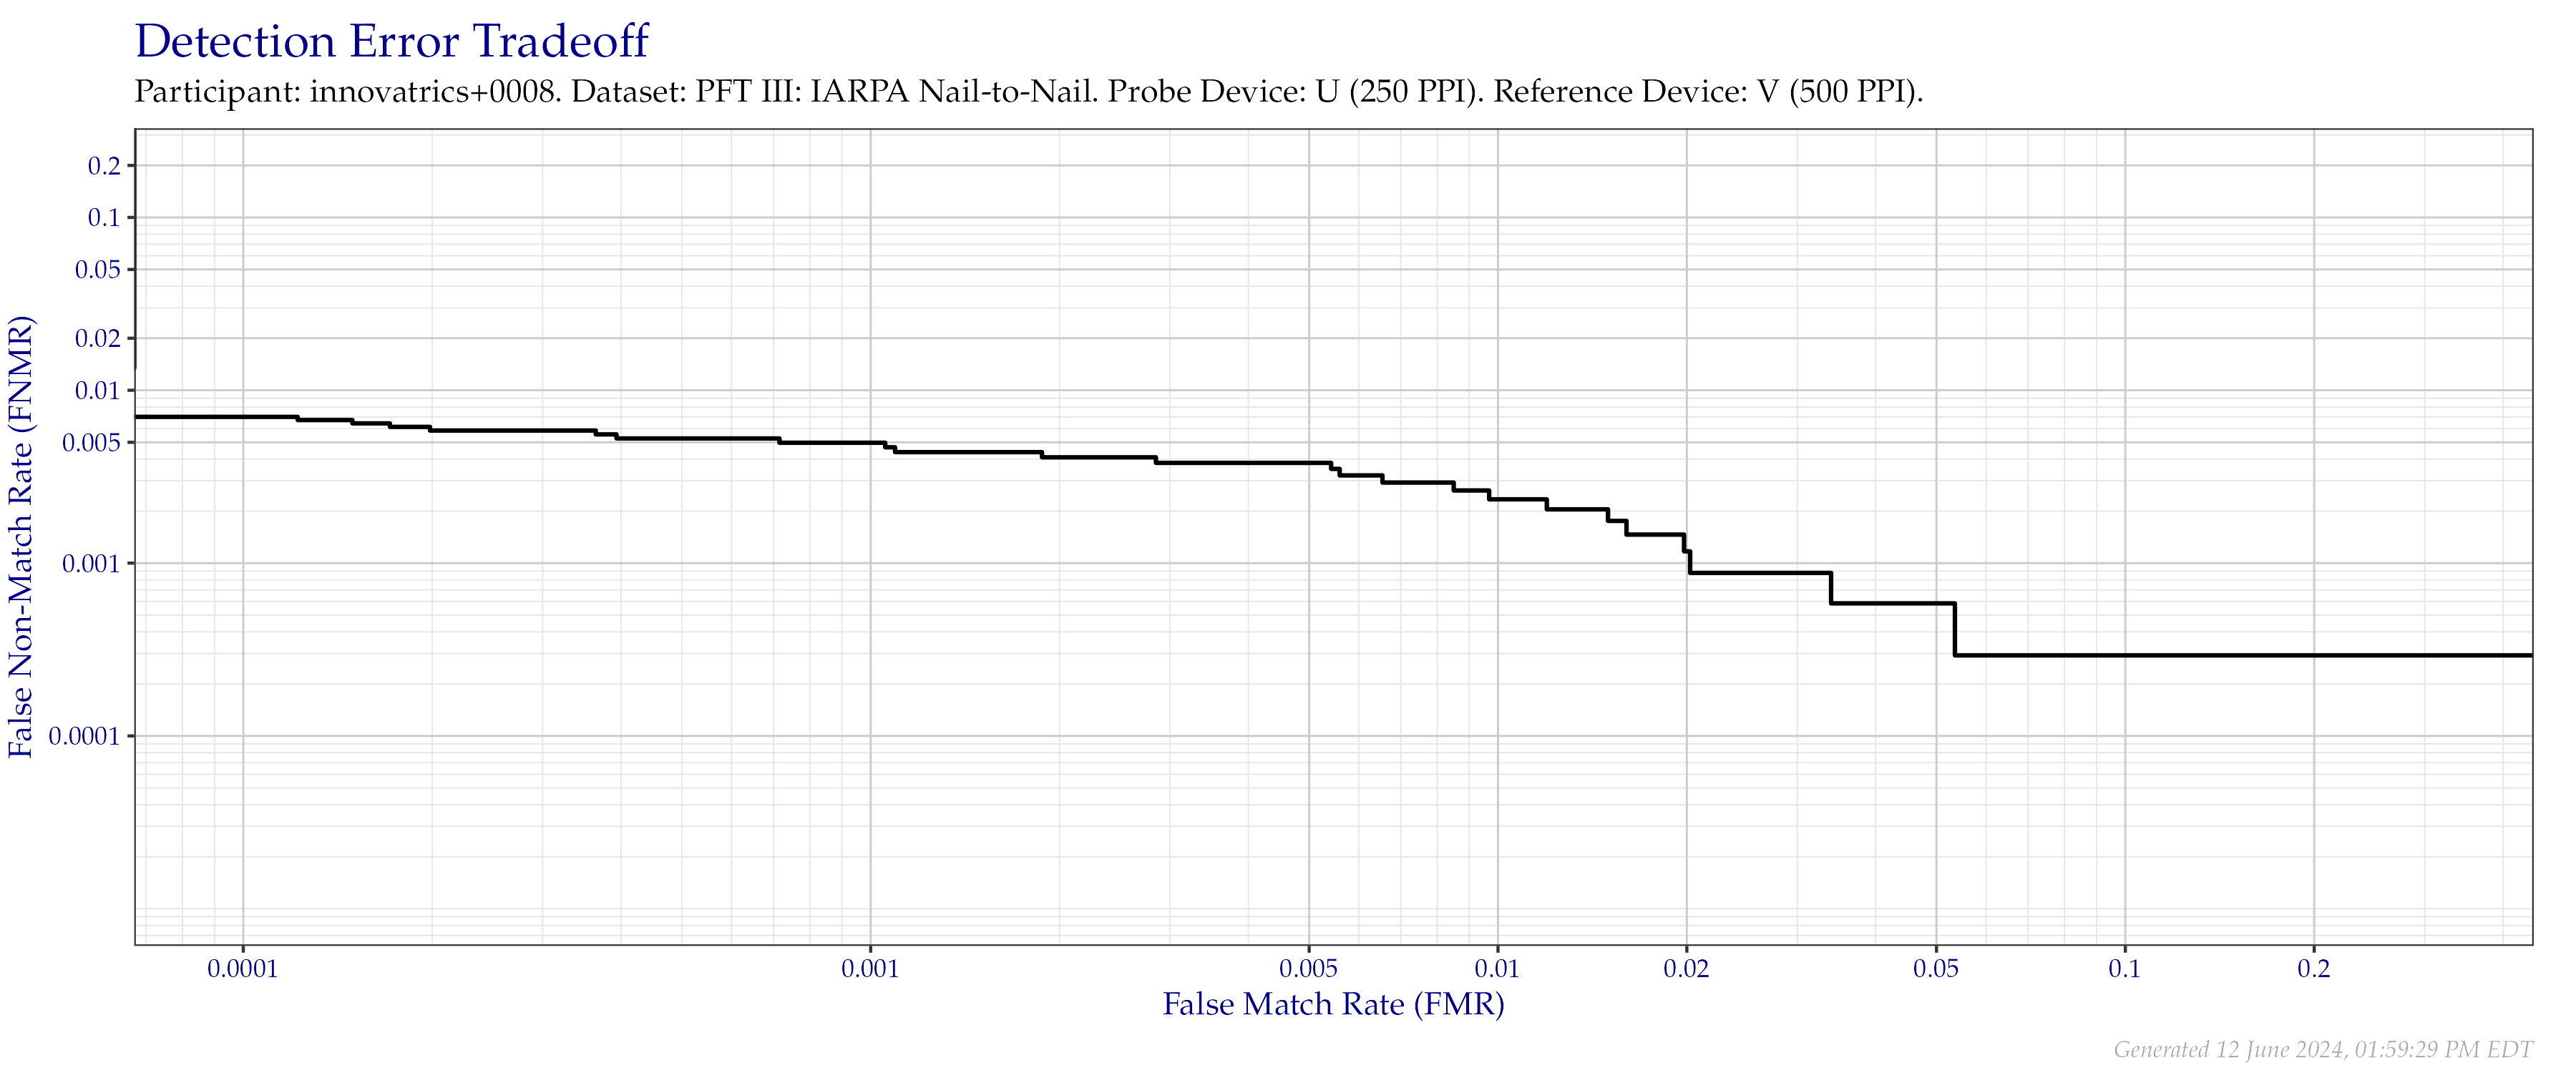 Detection Error Tradeoff
Participant: innovatrics+0008. Dataset: PFT III: IARPA Nail-to-Nail. Probe Device: U (250 PPI). Reference Device: V (500 PPI).
False Non-Match Rate (FNMR)
0.2
0.1
0.05
0.02
0.01
0.005
0.001
0.0001
0.0001 0.001 0.005 0.01 0.02 0.05 0.1 0.2
False Match Rate (FMR)
Generated 12 June 2024, 01:59:29 PM EDT